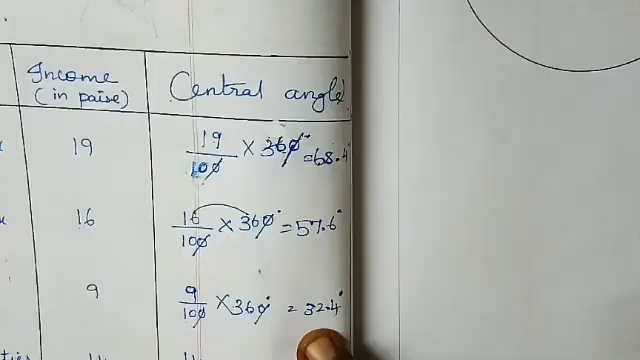 Income Central angle
(in paise)
19 19/100 × 360° = 68.4°
16 16/100 × 360° = 57.6°
9 9/100 × 360° = 32.4°